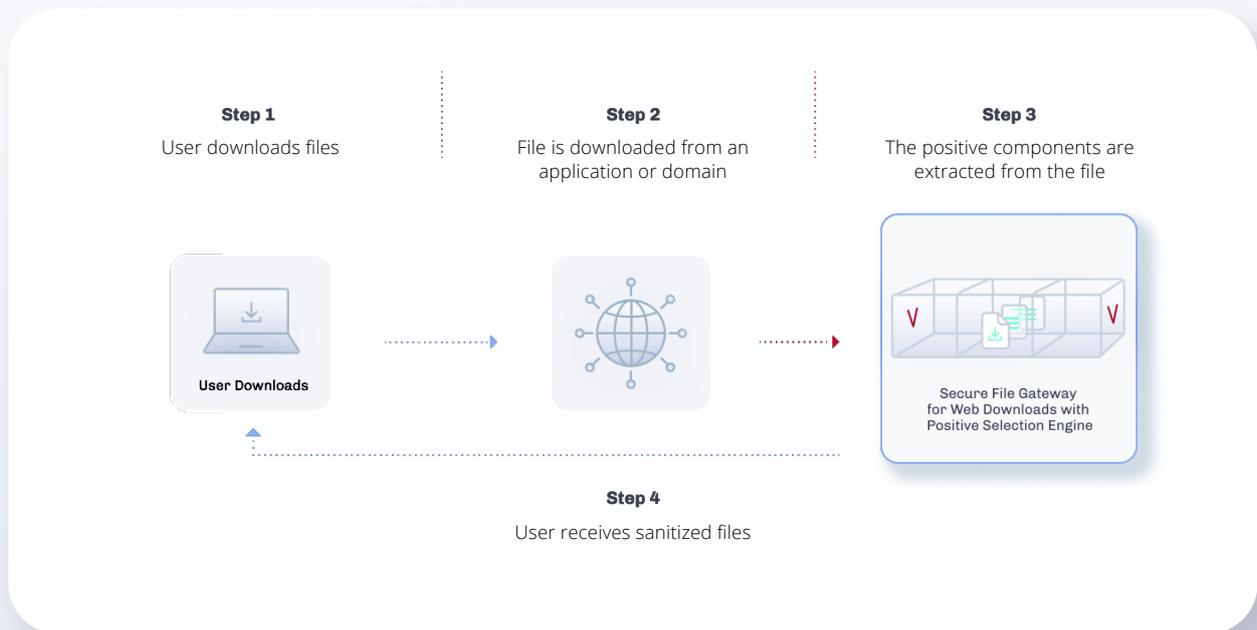 Step 1
User downloads files
Step 2
File is downloaded from an
application or domain
Step 3
The positive components are
extracted from the file
User Downloads
V
V
Secure File Gateway
for Web Downloads with
Positive Selection Engine
Step 4
User receives sanitized files